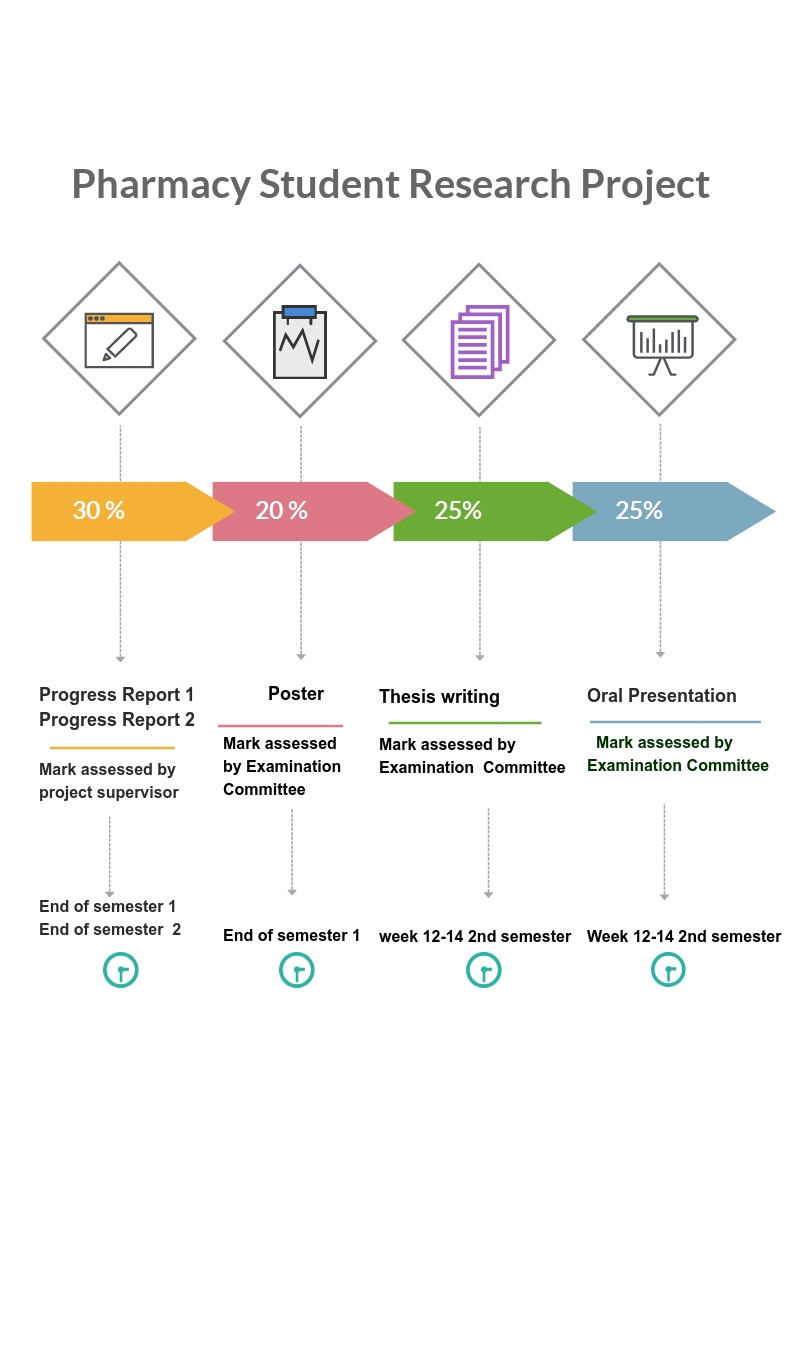 Pharmacy Student Research Project
30 %
20 %
25%
25%
Progress Report 1
Progress Report 2
Mark assessed by
project supervisor
End of semester 1
End of semester  2
Poster
Mark assessed
by Examination
Committee
End of semester 1
Thesis writing
Mark assessed by
Examination  Committee
week 12-14 2nd semester
Oral Presentation
Mark assessed by
Examination Committee
Week 12-14 2nd semester